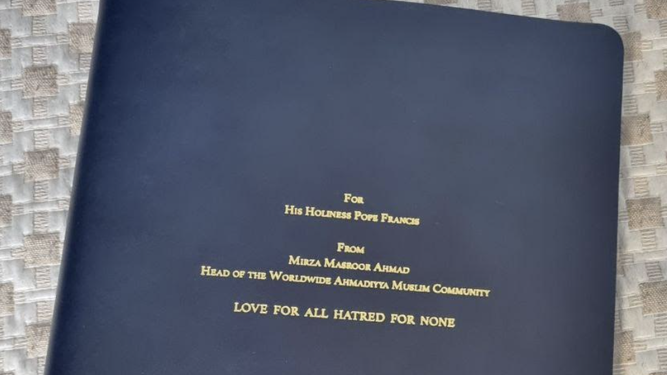 For
His Holiness Pope Francis
From
Mirza Masroor Ahmad
Head of the Worldwide Ahmadiyya Muslim Community
LOVE FOR ALL HATRED FOR NONE